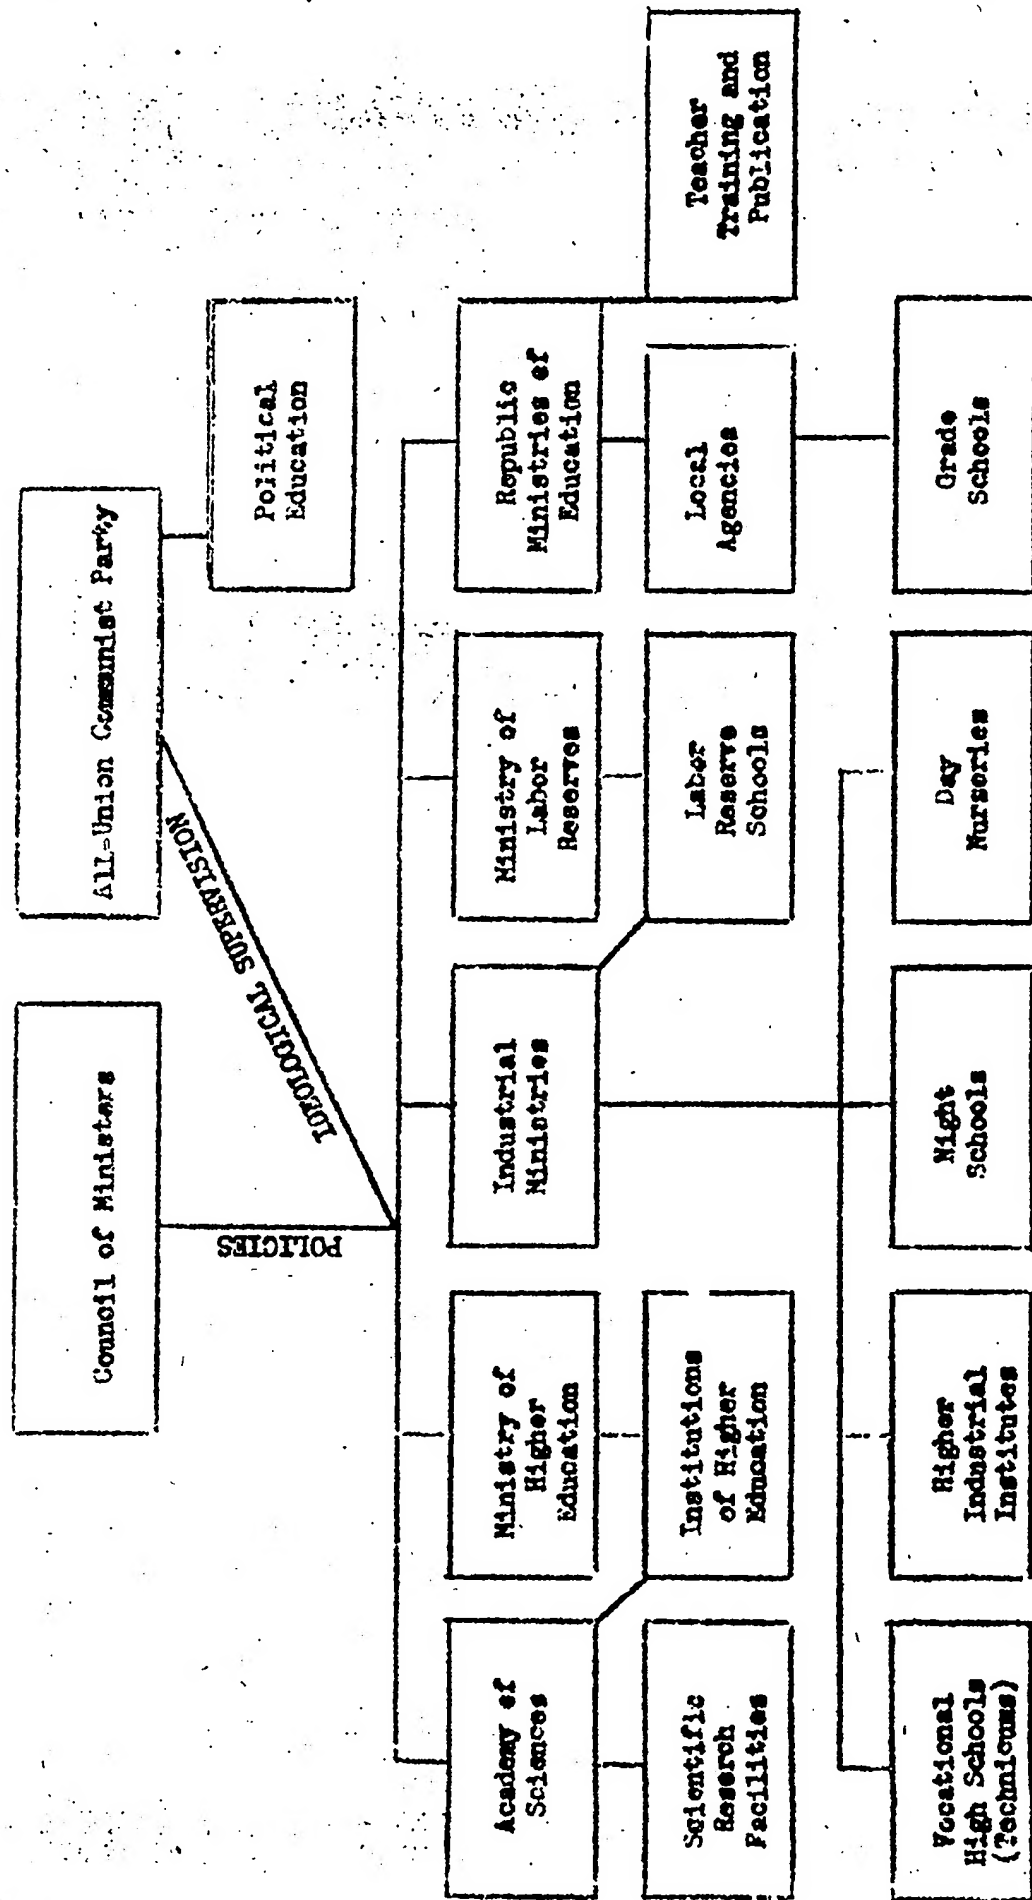 Council of Ministers
All-Union Communist Party
POLICIES
IDEOLOGICAL SUPERVISION
Political
Education
Academy of
Sciences
Ministry of
Higher
Education
Industrial
Ministries
Ministry of
Labor
Reserves
Republic
Ministries of
Education
Scientific
Reserch
Facilities
Institutions
of Higher
Education
Labor
Reserve
Schools
Local
Agencies
Teacher
Training and
Publication
Vocational
High Schools
(Technicums)
Higher
Industrial
Institutes
Night
Schools
Day
Nurseries
Grade
Schools